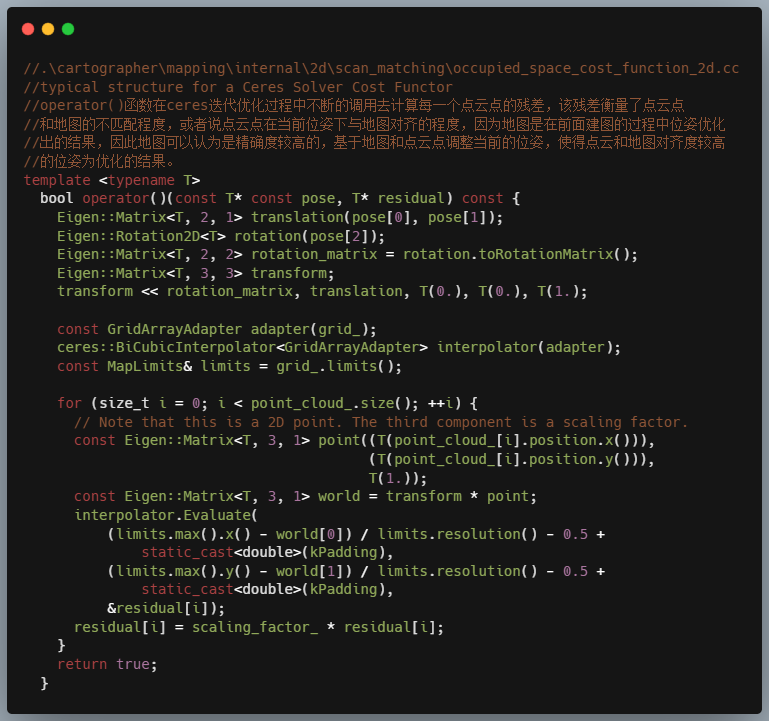 //.\cartographer\mapping\internal\2d\scan_matching\occupied_space_cost_function_2d.cc
//typical structure for a Ceres Solver Cost Functor
//operator()函数在ceres迭代优化过程中不断的调用去计算每一个点云点的残差，该残差衡量了点云点
//和地图的不匹配程度，或者说点云点在当前位姿下与地图对齐的程度，因为地图是在前面建图的过程中位姿优化
//出的结果，因此地图可以认为是精确度较高的，基于地图和点云点调整当前的位姿，使得点云和地图对齐度较高
//的位姿为优化的结果。
template <typename T>
  bool operator()(const T* const pose, T* residual) const {
    Eigen::Matrix<T, 2, 1> translation(pose[0], pose[1]);
    Eigen::Rotation2D<T> rotation(pose[2]);
    Eigen::Matrix<T, 2, 2> rotation_matrix = rotation.toRotationMatrix();
    Eigen::Matrix<T, 3, 3> transform;
    transform << rotation_matrix, translation, T(0.), T(0.), T(1.);

    const GridArrayAdapter adapter(grid_);
    ceres::BiCubicInterpolator<GridArrayAdapter> interpolator(adapter);
    const MapLimits& limits = grid_.limits();

    for (size_t i = 0; i < point_cloud_.size(); ++i) {
      // Note that this is a 2D point. The third component is a scaling factor.
      const Eigen::Matrix<T, 3, 1> point((T(point_cloud_[i].position.x())),
                                         (T(point_cloud_[i].position.y())),
                                         T(1.));
      const Eigen::Matrix<T, 3, 1> world = transform * point;
      interpolator.Evaluate(
          (limits.max().x() - world[0]) / limits.resolution() - 0.5 +
              static_cast<double>(kPadding),
          (limits.max().y() - world[1]) / limits.resolution() - 0.5 +
              static_cast<double>(kPadding),
          &residual[i]);
      residual[i] = scaling_factor_ * residual[i];
    }
    return true;
  }